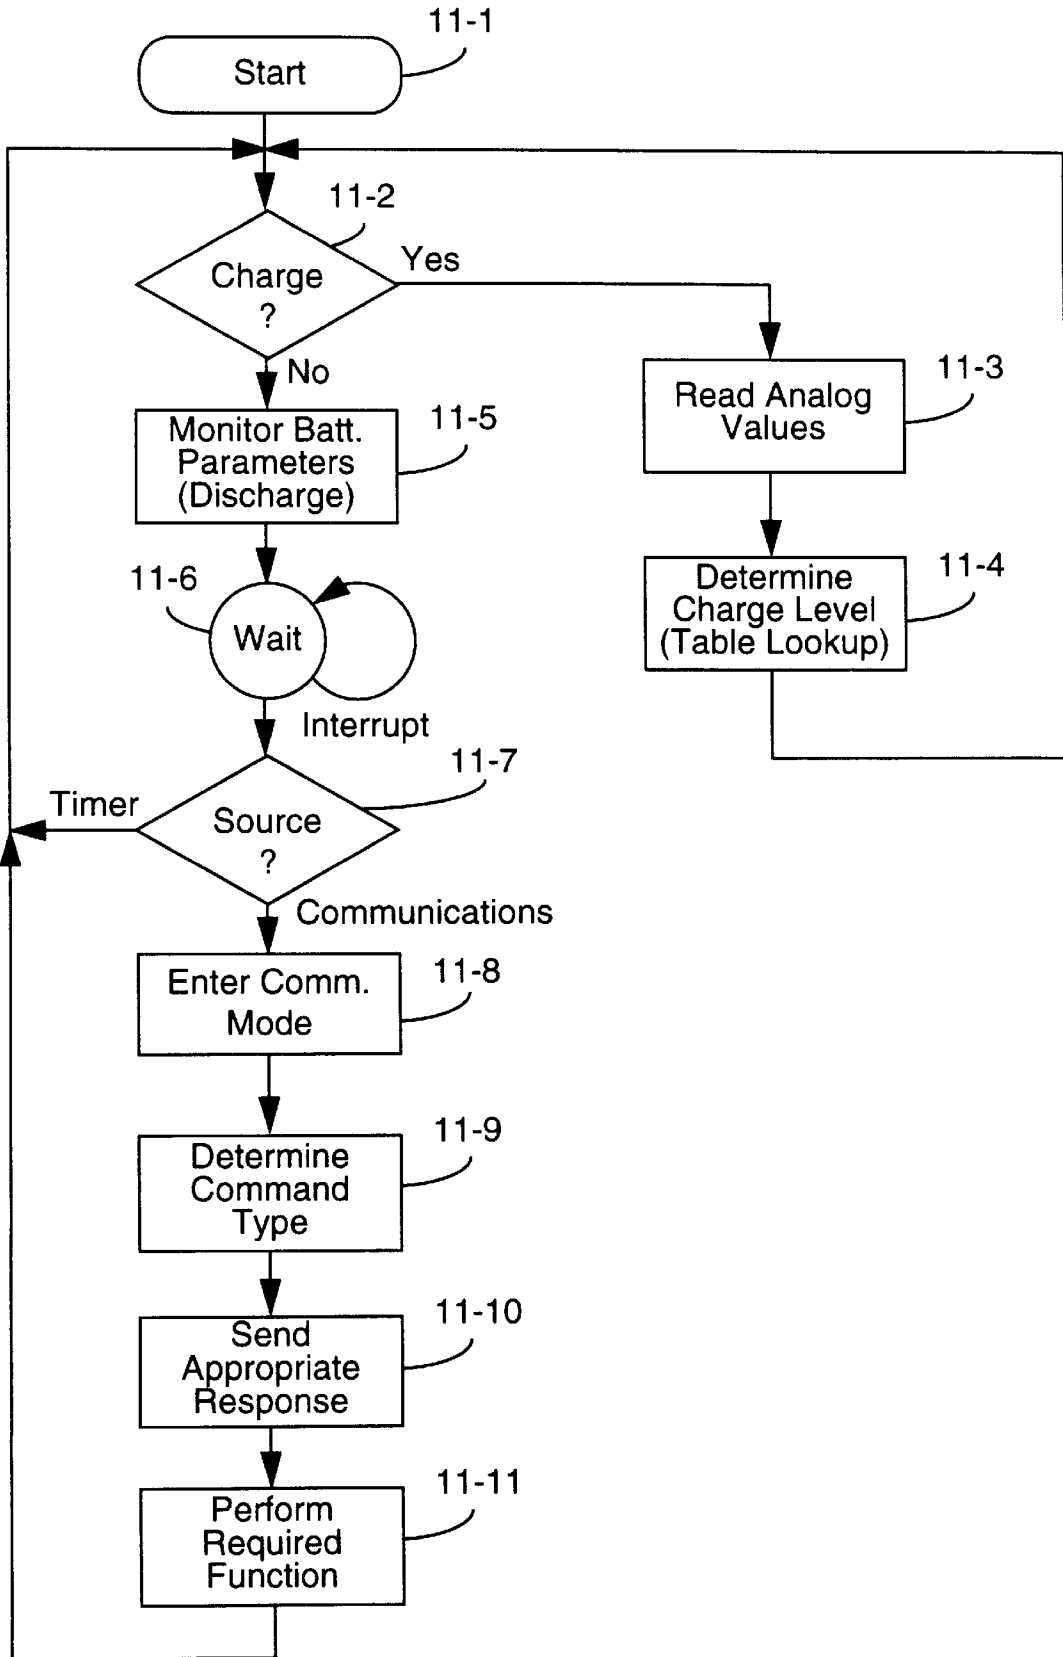 11-1
Start
11-2
Charge
?
Yes
No
11-3
Read Analog
Values
11-5
Monitor Batt.
Parameters
(Discharge)
11-4
Determine
Charge Level
(Table Lookup)
11-6
Wait
Interrupt
11-7
Timer
Source
?
Communications
11-8
Enter Comm.
Mode
11-9
Determine
Command
Type
11-10
Send
Appropriate
Response
11-11
Perform
Required
Function